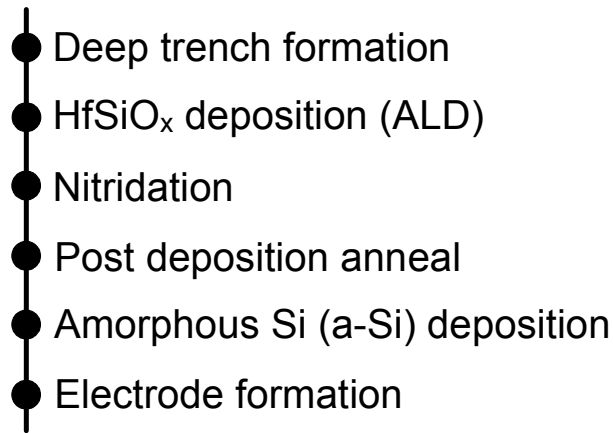 Deep trench formation
HfSiOₓ deposition (ALD)
Nitridation
Post deposition anneal
Amorphous Si (a-Si) deposition
Electrode formation